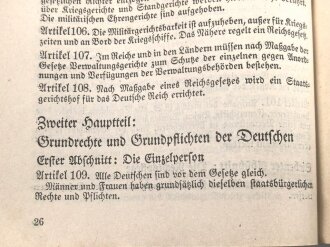 über Kriegsgerichte und Standgerichte
Die militärischen Ehrengerichte sind aufgehoben.
Artikel 106. Die Militärgerichtsbarkeit ist aufzuheben, außer für Kriegs-
zeiten und an Bord der Kriegsschiffe. Das Nähere regelt ein Reichsgesetz.
Artikel 107. Im Reiche und in den Ländern müssen nach Maßgabe der
Gesetze Verwaltungsgerichte zum Schutze der einzelnen gegen Anord-
nungen und Verfügungen der Verwaltungsbehörden bestehen.
Artikel 108. Nach Maßgabe eines Reichsgesetzes wird ein Staats-
gerichtshof für das Deutsche Reich errichtet.
Zweiter Hauptteil:
Grundrechte und Grundpflichten der Deutschen
Erster Abschnitt: Die Einzelperson
Artikel 109. Alle Deutschen sind vor dem Gesetze gleich.
Männer und Frauen haben grundsätzlich dieselben staatsbürgerlichen
Rechte und Pflichten.
26